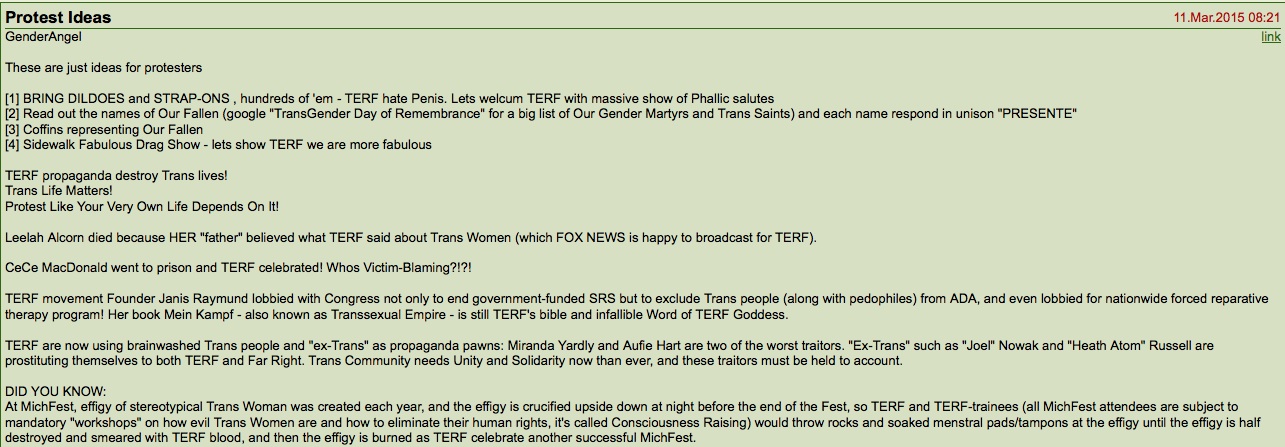 Protest Ideas 11.Mar.2015 08:21
GenderAngel link
These are just ideas for protesters
[1] BRING DILDOES and STRAP-ONS , hundreds of 'em - TERF hate Penis. Lets welcum TERF with massive show of Phallic salutes
[2] Read out the names of Our Fallen (google "TransGender Day of Remembrance" for a big list of Our Gender Martyrs and Trans Saints) and each name respond in unison "PRESENTE"
[3] Coffins representing Our Fallen
[4] Sidewalk Fabulous Drag Show - lets show TERF we are more fabulous
TERF propaganda destroy Trans lives!
Trans Life Matters!
Protest Like Your Very Own Life Depends On It!
Leelah Alcorn died because HER "father" believed what TERF said about Trans Women (which FOX NEWS is happy to broadcast for TERF).
CeCe MacDonald went to prison and TERF celebrated! Whos Victim-Blaming?!?!
TERF movement Founder Janis Raymund lobbied with Congress not only to end government-funded SRS but to exclude Trans people (along with pedophiles) from ADA, and even lobbied for nationwide forced reparative
therapy program! Her book Mein Kampf - also known as Transsexual Empire - is still TERF's bible and infallible Word of TERF Goddess.
TERF are now using brainwashed Trans people and "ex-Trans" as propaganda pawns: Miranda Yardly and Aufie Hart are two of the worst traitors. "Ex-Trans" such as "Joel" Nowak and "Heath Atom" Russell are
prostituting themselves to both TERF and Far Right. Trans Community needs Unity and Solidarity now than ever, and these traitors must be held to account.
DID YOU KNOW:
At MichFest, effigy of stereotypical Trans Woman was created each year, and the effigy is crucified upside down at night before the end of the Fest, so TERF and TERF-trainees (all MichFest attendees are subject to
mandatory "workshops" on how evil Trans Women are and how to eliminate their human rights, it's called Consciousness Raising) would throw rocks and soaked menstral pads/tampons at the effigy until the effigy is half
destroyed and smeared with TERF blood, and then the effigy is burned as TERF celebrate another successful MichFest.